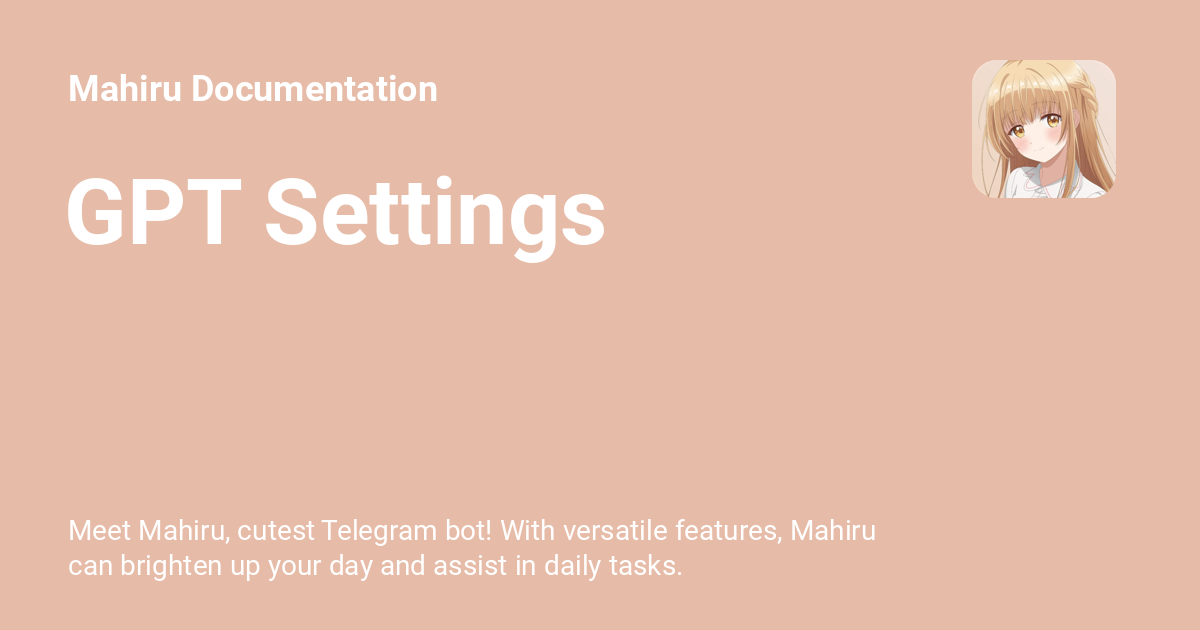 Mahiru Documentation
GPT Settings
Meet Mahiru, cutest Telegram bot! With versatile features, Mahiru
can brighten up your day and assist in daily tasks.